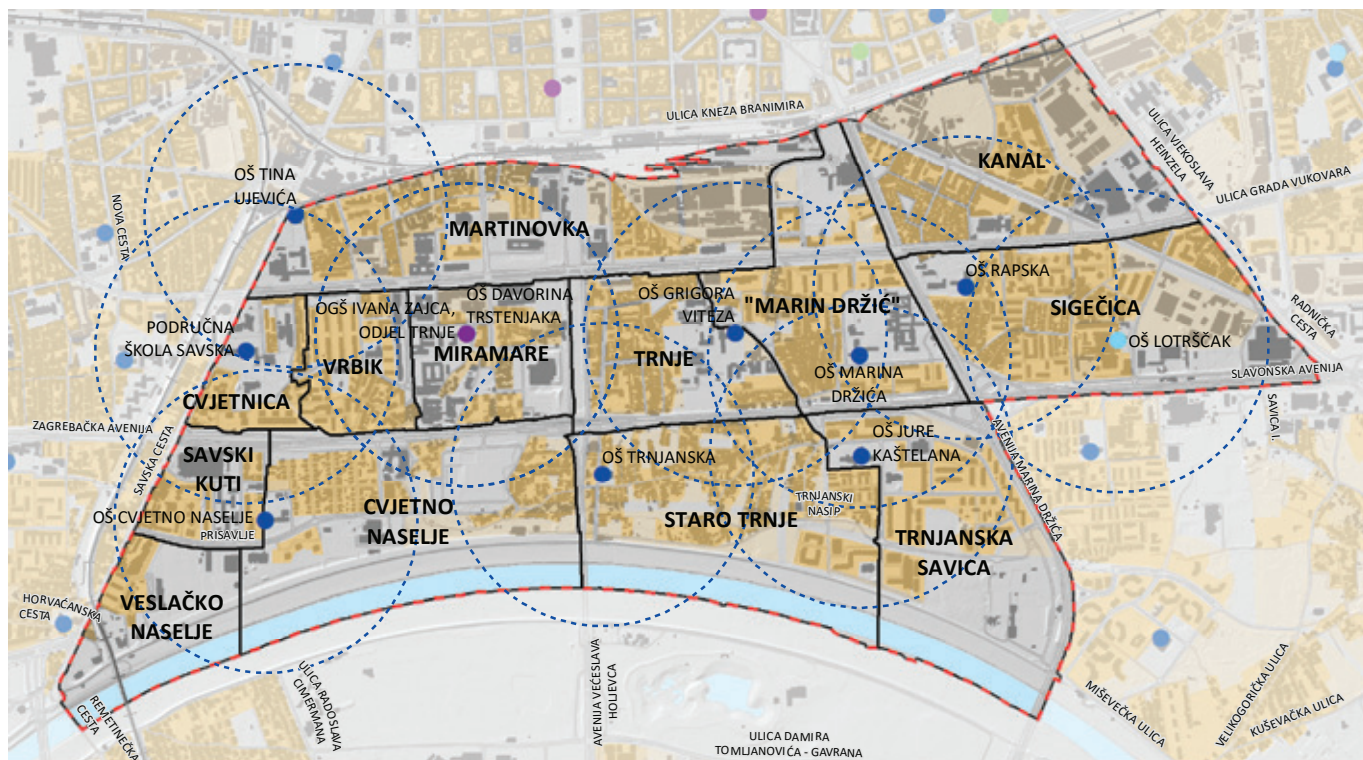 ULICA KNEZA BRANIMIRA
ULICA VJEKOSLAVA
HEINZELA
ULICA GRADA VUKOVARA
KANAL
OŠ TINA
UJEVIĆA
NOVA CESTA
MARTINOVKA
OŠ RAPSKA
SIGEČICA
OŠ LOTRŠČAK
RADNIČKA
CESTA
SLAVONSKA AVENIJA
SAVICA I.
PODRUČNA
ŠKOLA SAVSKA
OGŠ IVANA ZAJCA,
ODJEL TRNJE
OŠ DAVORINA
TRSTENJAKA
MIRAMARE
VRBIK
OŠ GRIGORA
VITEZA
"MARIN DRŽIĆ"
TRNJE
OŠ MARINA
DRŽIĆA
CVJETNICA
ZAGREBAČKA AVENIJA
SAVSKA CESTA
SAVSKI
KUTI
OŠ TRNJANSKA
OŠ JURE
KAŠTELANA
AVENIJA MARINA DRŽIĆA
OŠ CVJETNO NASELJE
PRISAVLJE
CVJETNO
NASELJE
STARO TRNJE
TRNJANSKI
NASIP
TRNJANSKA
SAVICA
HORVAĆANSKA
CESTA
VESLAČKO
NASELJE
REMETINEČKA
CESTA
ULICA RADOSLAVA
CIMERMANA
AVENIJA VEĆESLAVA
HOLJEVCA
ULICA DAMIRA
TOMLJANOVIĆA - GAVRANA
MIŠEVEČKA ULICA
VELIKOGORIČKA ULICA
KUŠEVAČKA ULICA